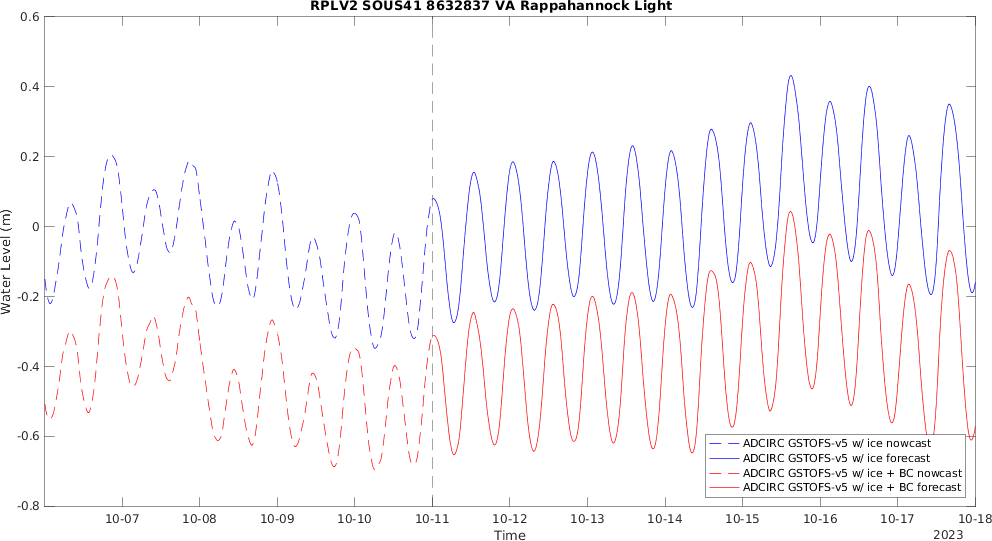 RPLV2 SOUS41 8632837 VA Rappahannock Light
Water Level (m)
0.6
0.4
0.2
0
-0.2
-0.4
-0.6
-0.8
ADCIRC GSTOFS-v5 w/ ice nowcast
ADCIRC GSTOFS-v5 w/ ice forecast
ADCIRC GSTOFS-v5 w/ ice + BC nowcast
ADCIRC GSTOFS-v5 w/ ice + BC forecast
10-07 10-08 10-09 10-10 10-11 10-12 10-13 10-14 10-15 10-16 10-17 10-18
Time
2023